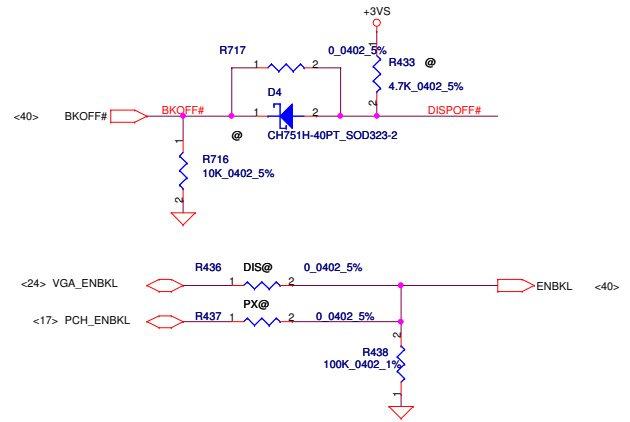 +3VS
R717
0_0402_5%
1
2
1
R433
@
4.7K_0402_5%
2
D4
<40>
BKOFF#
BKOFF#
1
2
DISPOFF#
@
CH751H-40PT_SOD323-2
1
R716
10K_0402_5%
2
R436
DIS@
0_0402_5%
<24>
VGA_ENBKL
1
2
ENBKL
<40>
PX@
<17>
PCH_ENBKL
R437
1
2
0_0402_5%
2
R438
100K_0402_1%
1